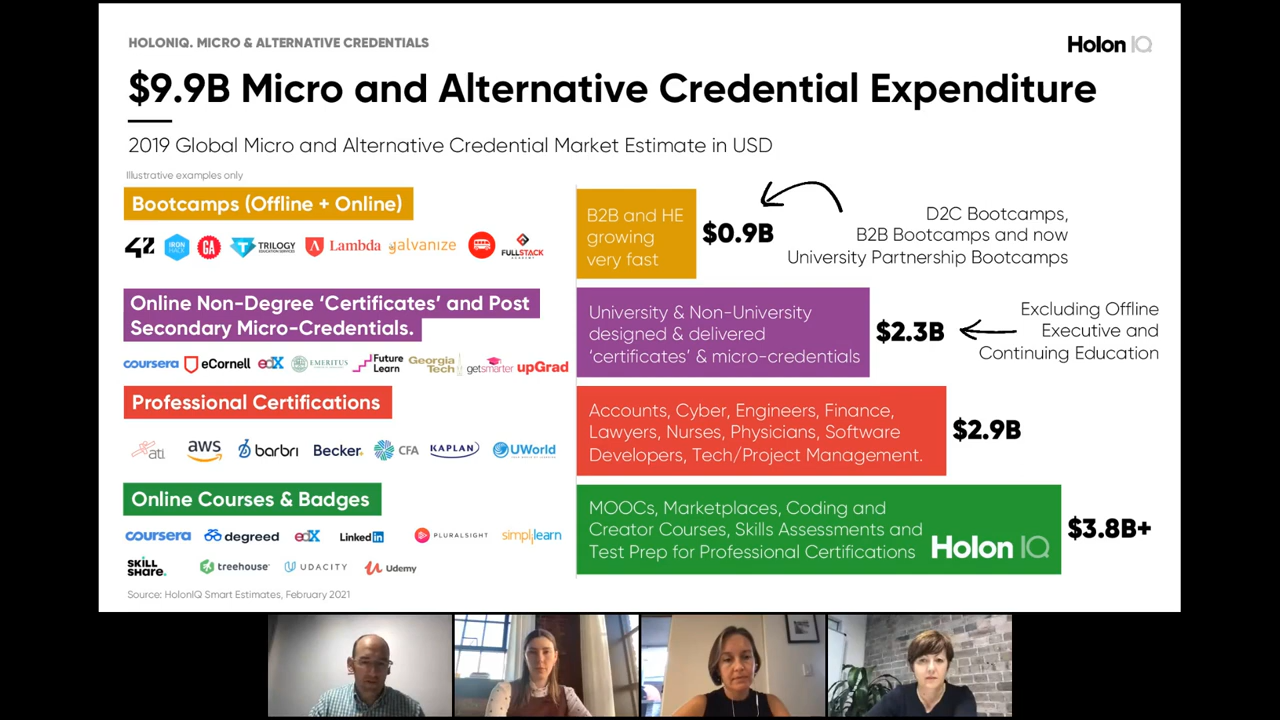 HOLONIQ. MICRO & ALTERNATIVE CREDENTIALS
Holon IQ
$9.9B Micro and Alternative Credential Expenditure
2019 Global Micro and Alternative Credential Market Estimate in USD
Illustrative examples only
Bootcamps (Offline + Online)
42 IRON HACK GA TRILOGY EDUCATION SERVICES Lambda galvanize FULLSTACK ACADEMY
B2B and HE
growing
very fast
$0.9B
D2C Bootcamps,
B2B Bootcamps and now
University Partnership Bootcamps
Online Non-Degree ‘Certificates’ and Post
Secondary Micro-Credentials.
coursera eCornell edX EMERITUS Future Learn Georgia Tech getsmarter upGrad
University & Non-University
designed & delivered
‘certificates’ & micro-credentials
$2.3B
Excluding Offline
Executive and
Continuing Education
Professional Certifications
ati aws barbri Becker. CFA KAPLAN UWorld
Accounts, Cyber, Engineers, Finance,
Lawyers, Nurses, Physicians, Software
Developers, Tech/Project Management.
$2.9B
Online Courses & Badges
coursera degreed edX LinkedIn PLURALSIGHT simplilearn
SKILL SHARE. treehouse UDACITY Udemy
MOOCs, Marketplaces, Coding and
Creator Courses, Skills Assessments and
Test Prep for Professional Certifications
Holon IQ
$3.8B+
Source: HolonIQ Smart Estimates, February 2021